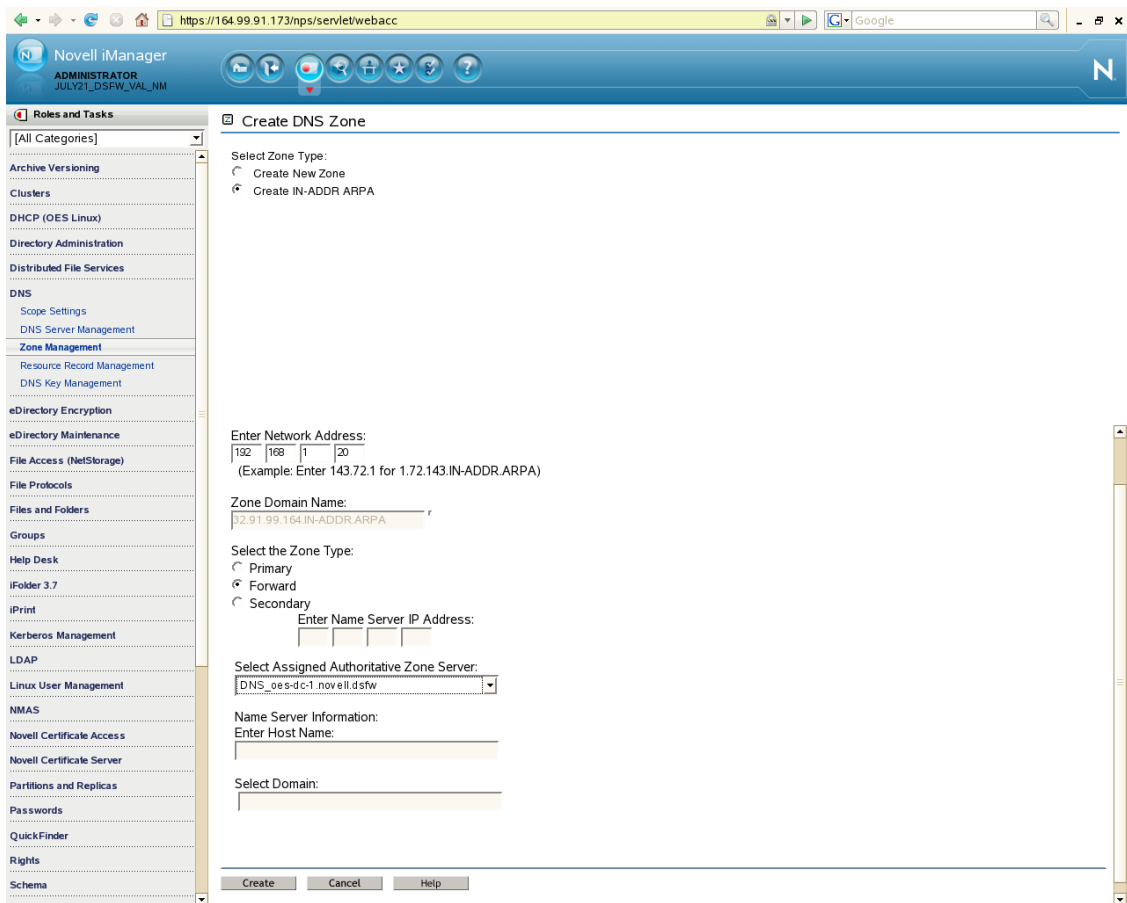 https://164.99.91.173/nps/servlet/webacc
G Google
Novell iManager
ADMINISTRATOR
JULY21_DSFW_VAL_NM
N
Roles and Tasks
[All Categories]
Archive Versioning
Clusters
DHCP (OES Linux)
Directory Administration
Distributed File Services
DNS
Scope Settings
DNS Server Management
Zone Management
Resource Record Management
DNS Key Management
eDirectory Encryption
eDirectory Maintenance
File Access (NetStorage)
File Protocols
Files and Folders
Groups
Help Desk
iFolder 3.7
iPrint
Kerberos Management
LDAP
Linux User Management
NMAS
Novell Certificate Access
Novell Certificate Server
Partitions and Replicas
Passwords
QuickFinder
Rights
Schema
Create DNS Zone
Select Zone Type:
Create New Zone
Create IN-ADDR ARPA
Enter Network Address:
192 168 1 20
(Example: Enter 143.72.1 for 1.72.143.IN-ADDR.ARPA)
Zone Domain Name:
32.91.99.164.IN-ADDR.ARPA r
Select the Zone Type:
Primary
Forward
Secondary
Enter Name Server IP Address:
Select Assigned Authoritative Zone Server:
DNS_oes-dc-1.novell.dsfw
Name Server Information:
Enter Host Name:
Select Domain:
Create Cancel Help